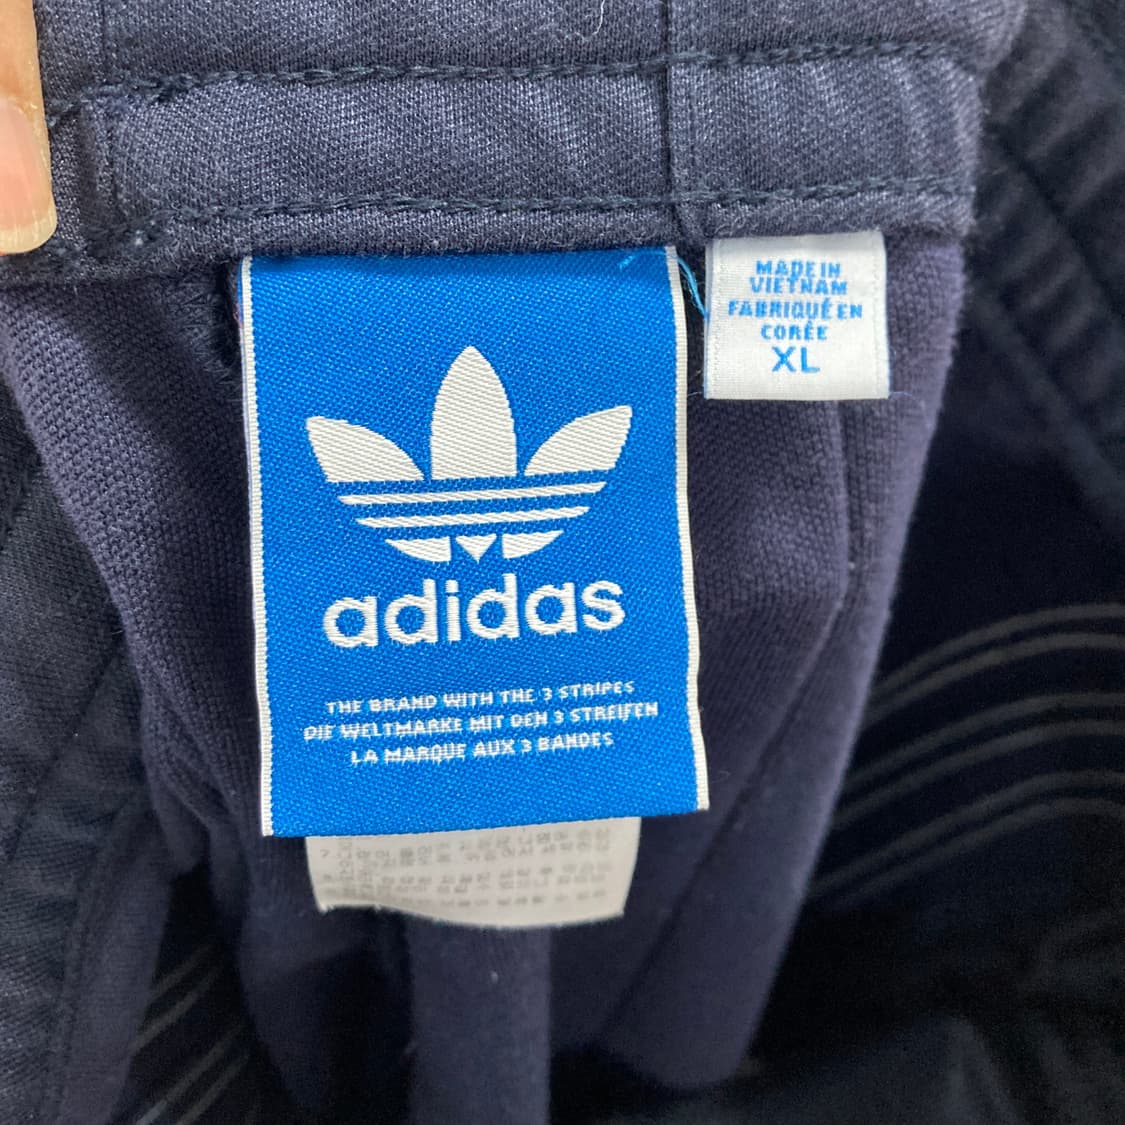 adidas
THE BRAND WITH THE 3 STRIPES
DIE WELTMARKE MIT DEN 3 STREIFEN
LA MARQUE AUX 3 BANDES
MADE IN
VIETNAM
FABRIQUÉ EN
CORÉE
XL